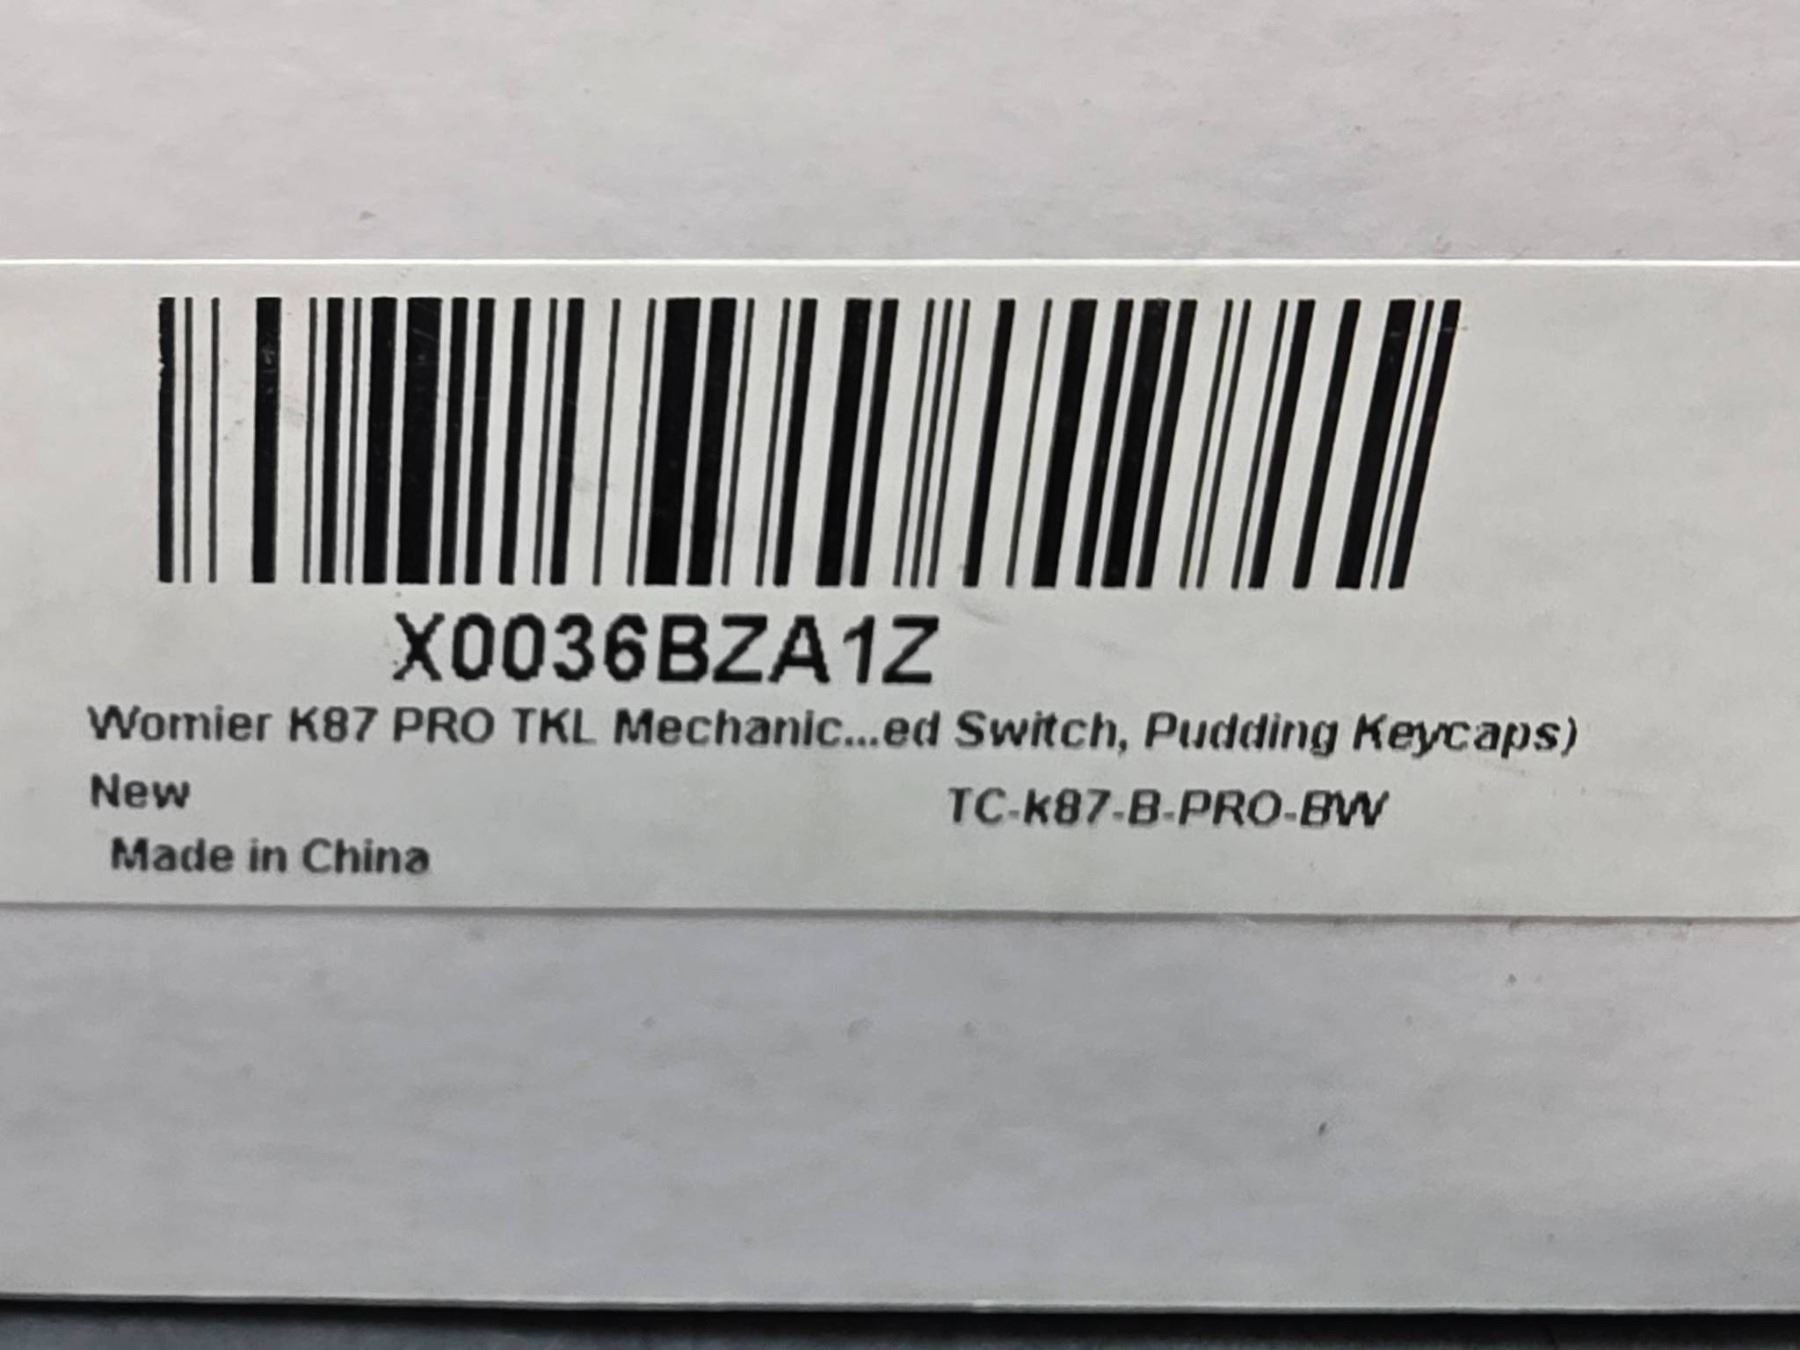 X0036BZA1Z
Womier K87 PRO TKL Mechanic...ed Switch, Pudding Keycaps)
New
TC-k87-B-PRO-BW
Made in China